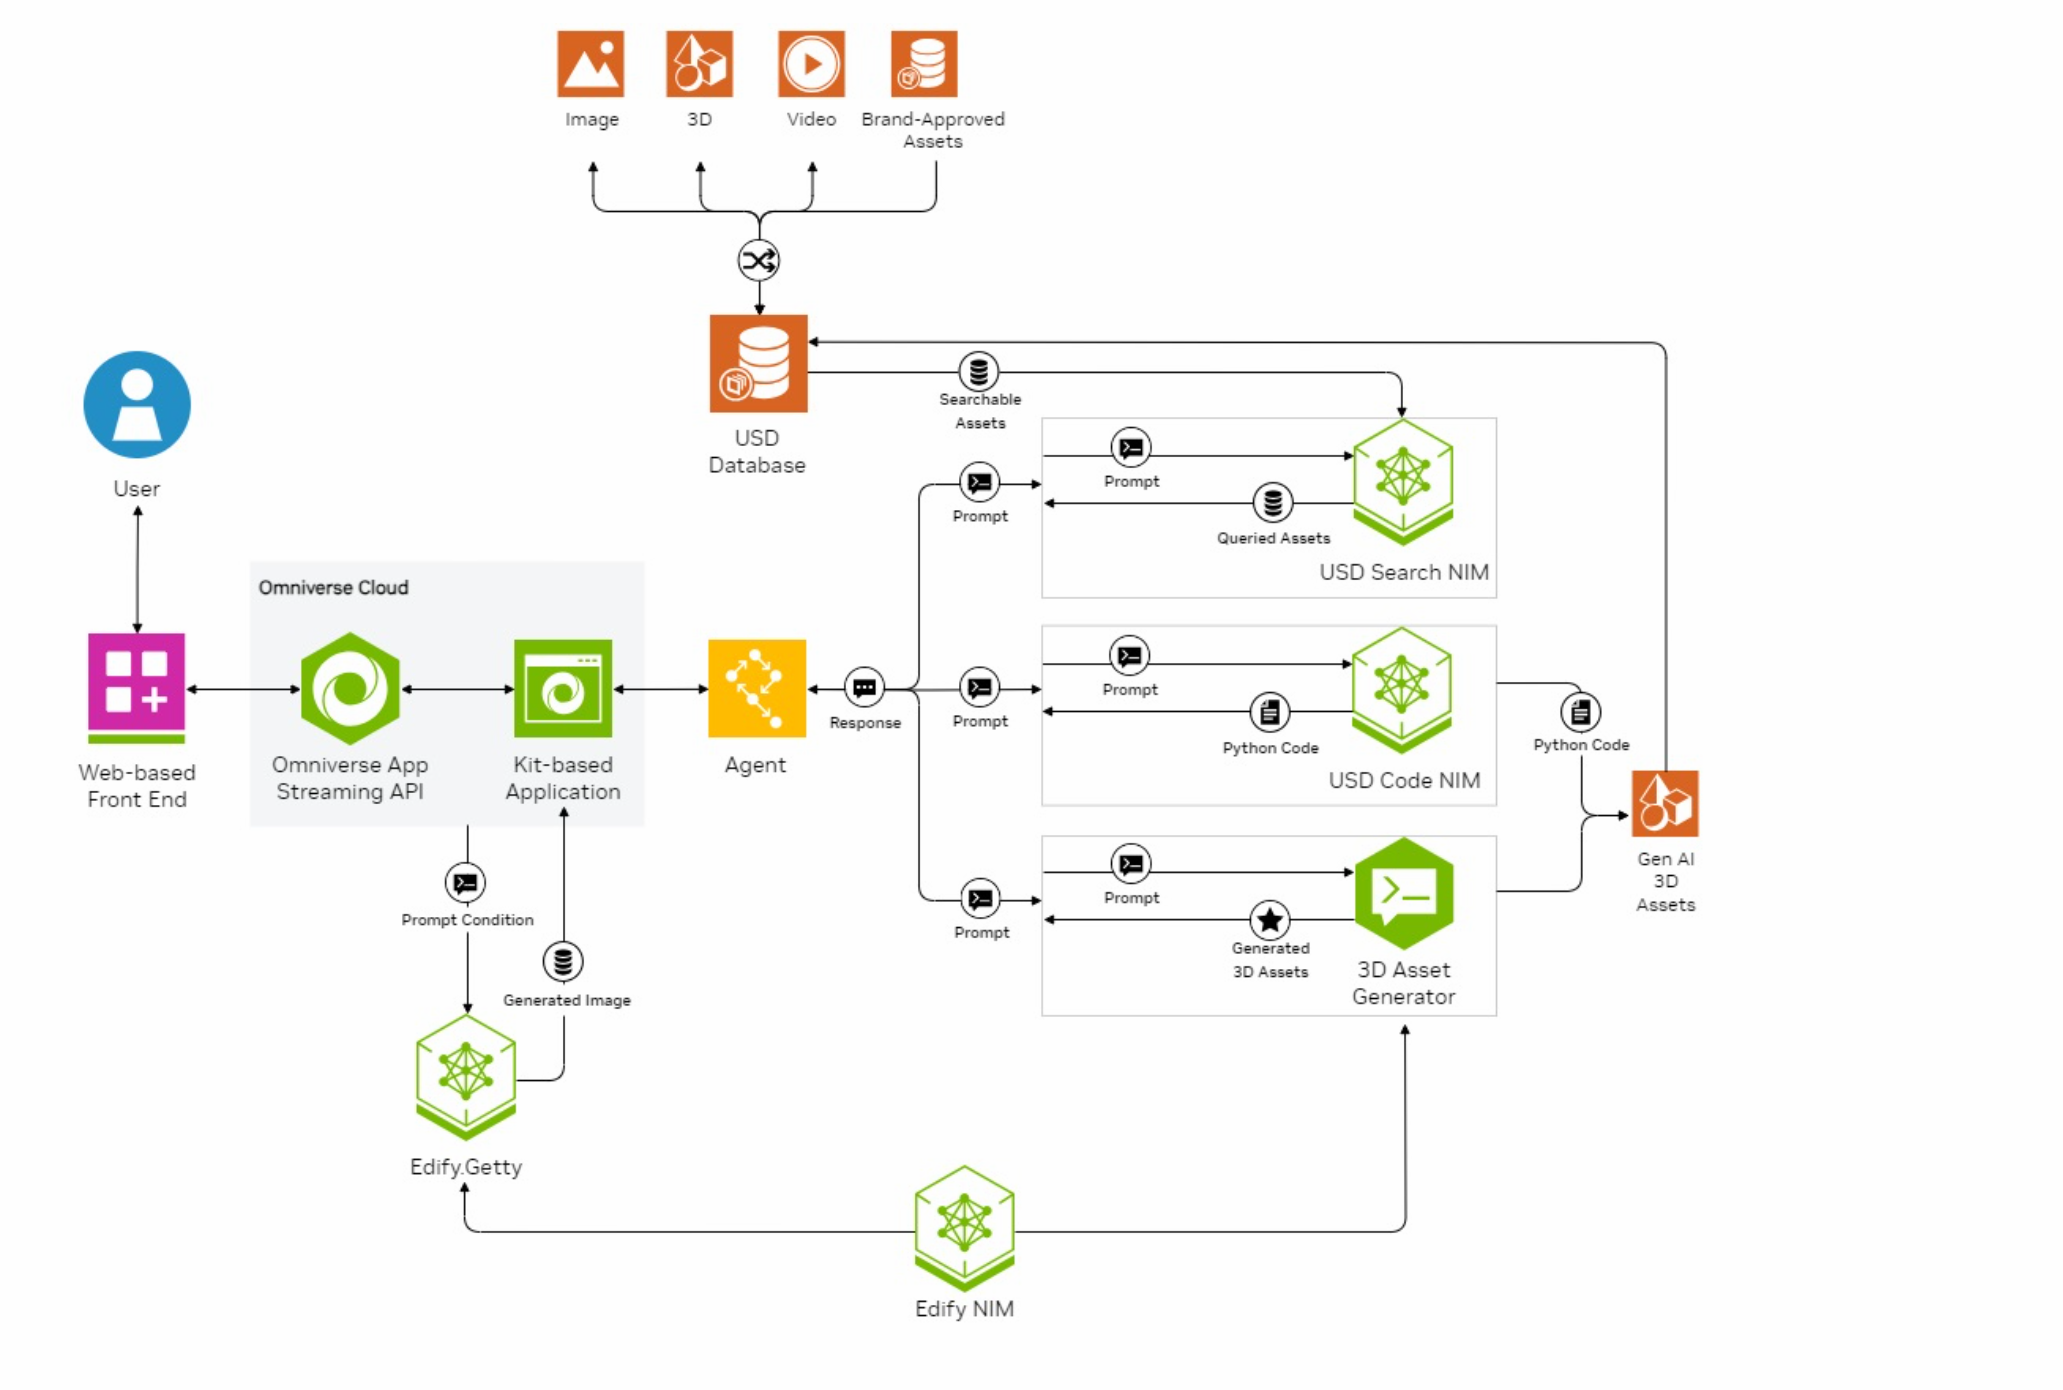 Image
3D
Video
Brand-Approved
Assets
USD
Database
Searchable
Assets
User
Prompt
Prompt
Queried Assets
USD Search NIM
Omniverse Cloud
Web-based
Front End
Omniverse App
Streaming API
Kit-based
Application
Agent
Response
Prompt
Prompt
Python Code
USD Code NIM
Python Code
Gen AI
3D
Assets
Prompt
Prompt
Generated
3D Assets
3D Asset
Generator
Prompt Condition
Generated Image
Edify.Getty
Edify NIM